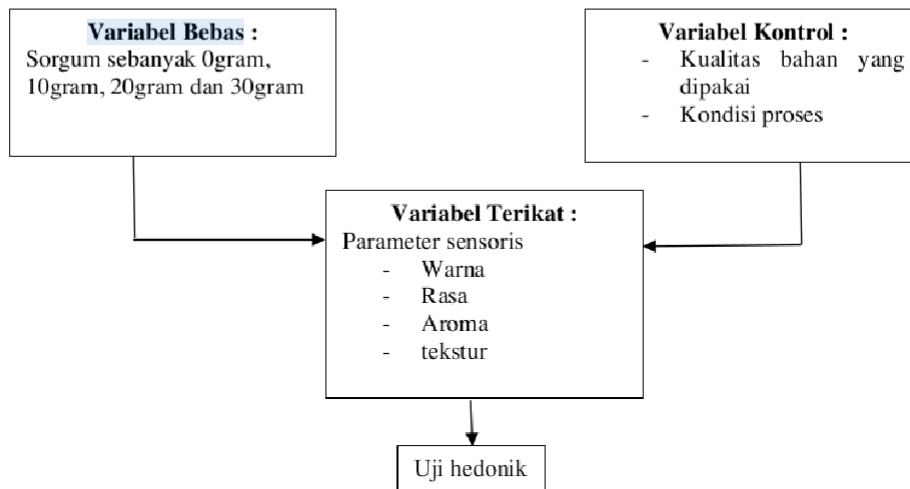 Variabel Bebas :
Sorgum sebanyak 0gram,
10gram, 20gram dan 30gram
Variabel Kontrol :
- Kualitas bahan yang
dipakai
- Kondisi proses
Variabel Terikat :
Parameter sensoris
- Warna
- Rasa
- Aroma
- tekstur
Uji hedonik